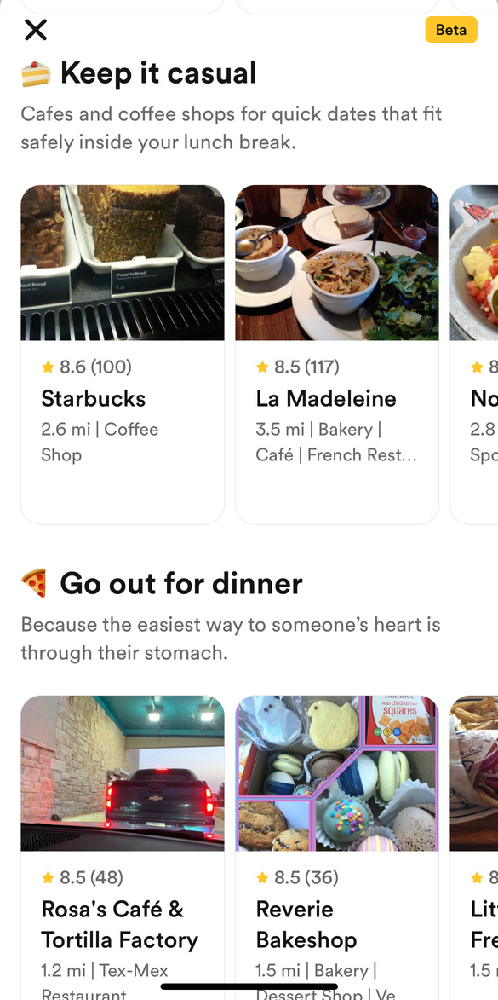 Beta
Keep it casual
Cafes and coffee shops for quick dates that fit
safely inside your lunch break.
Pumpkin Bread
8.6 (100)
8.5 (117)
8
Starbucks
La Madeleine
No
2.6 mi | Coffee
Shop
3.5 mi | Bakery |
Café | French Rest...
2.8
Spo
Go out for dinner
Because the easiest way to someone’s heart is
through their stomach.
cheddar
squares
8.5 (48)
8.5 (36)
8
Rosa's Café &
Tortilla Factory
Reverie
Bakeshop
Lit
Fre
1.2 mi | Tex-Mex
Restaurant
1.5 mi | Bakery |
Dessert Shop | Ve
1.5